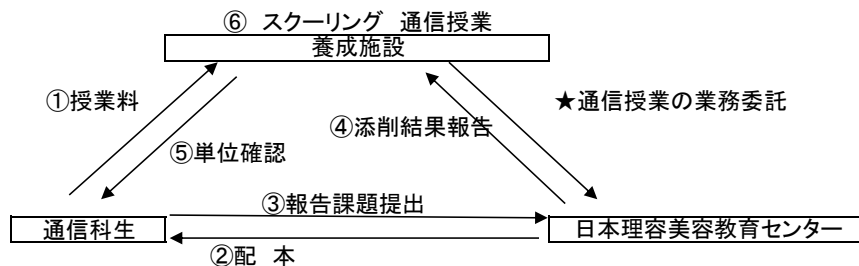 ⑥ スクーリング 通信授業
養成施設
①授業料
★通信授業の業務委託
④添削結果報告
⑤単位確認
③報告課題提出
通信科生
日本理容美容教育センター
②配 本